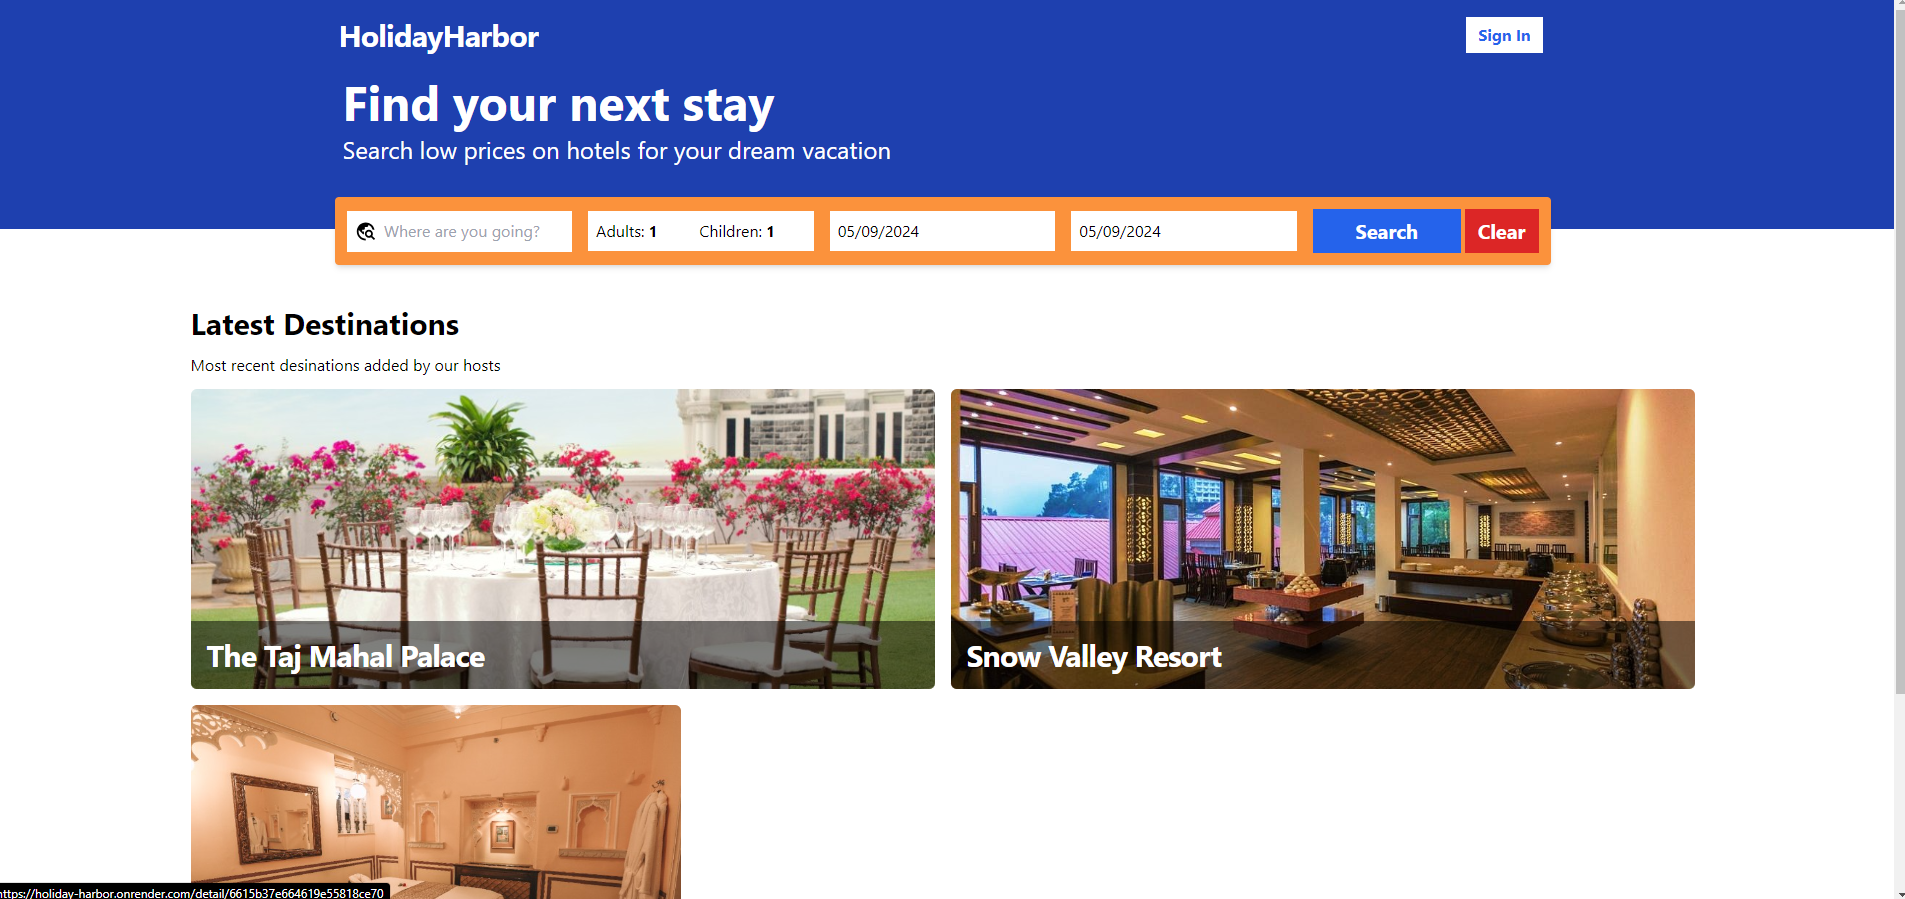 HolidayHarbor
Sign In
Find your next stay
Search low prices on hotels for your dream vacation
Where are you going?
Adults: 1
Children: 1
05/09/2024
05/09/2024
Search
Clear
Latest Destinations
Most recent desinations added by our hosts
The Taj Mahal Palace
Snow Valley Resort
https://holiday-harbor.onrender.com/detail/6615b37e664619e55818ce70